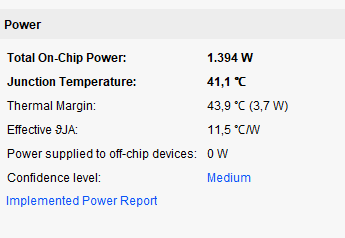 Power
Total On-Chip Power: 1.394 W
Junction Temperature: 41,1 ℃
Thermal Margin: 43,9 ℃ (3,7 W)
Effective ϑJA: 11,5 ℃/W
Power supplied to off-chip devices: 0 W
Confidence level: Medium
Implemented Power Report